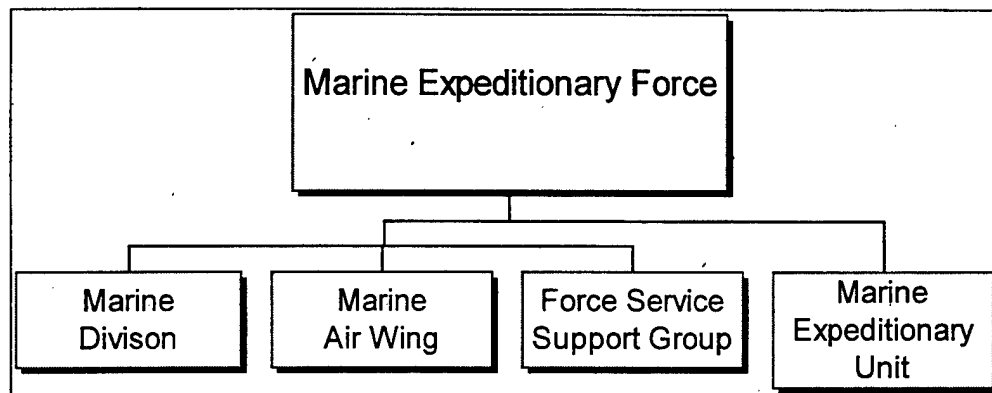 Marine Expeditionary Force
Marine
Divison
Marine
Air Wing
Force Service
Support Group
Marine
Expeditionary
Unit